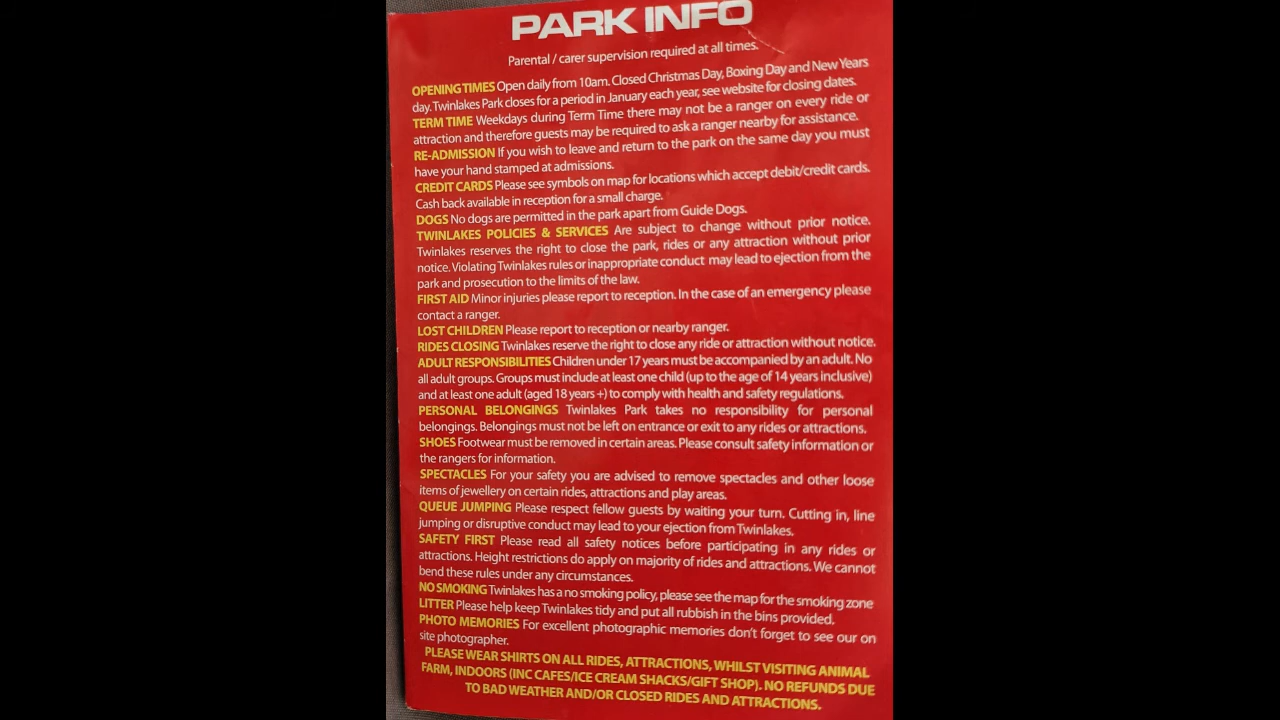 PARK INFO
Parental / carer supervision required at all times.
OPENING TIMES Open daily from 10am. Closed Christmas Day, Boxing Day and New Years
day. Twinlakes Park closes for a period in January each year, see website for closing dates.
TERM TIME Weekdays during Term Time there may not be a ranger on every ride or
attraction and therefore guests may be required to ask a ranger nearby for assistance.
RE-ADMISSION If you wish to leave and return to the park on the same day you must
have your hand stamped at admissions.
CREDIT CARDS Please see symbols on map for locations which accept debit/credit cards.
Cash back available in reception for a small charge.
DOGS No dogs are permitted in the park apart from Guide Dogs.
TWINLAKES POLICIES & SERVICES Are subject to change without prior notice.
Twinlakes reserves the right to close the park, rides or any attraction without prior
notice. Violating Twinlakes rules or inappropriate conduct may lead to ejection from the
park and prosecution to the limits of the law.
FIRST AID Minor injuries please report to reception. In the case of an emergency please
contact a ranger.
LOST CHILDREN Please report to reception or nearby ranger.
RIDES CLOSING Twinlakes reserve the right to close any ride or attraction without notice.
ADULT RESPONSIBILITIES Children under 17 years must be accompanied by an adult. No
all adult groups. Groups must include at least one child (up to the age of 14 years inclusive)
and at least one adult (aged 18 years +) to comply with health and safety regulations.
PERSONAL BELONGINGS Twinlakes Park takes no responsibility for personal
belongings. Belongings must not be left on entrance or exit to any rides or attractions.
SHOES Footwear must be removed in certain areas. Please consult safety information or
the rangers for information.
SPECTACLES For your safety you are advised to remove spectacles and other loose
items of jewellery on certain rides, attractions and play areas.
QUEUE JUMPING Please respect fellow guests by waiting your turn. Cutting in, line
jumping or disruptive conduct may lead to your ejection from Twinlakes.
SAFETY FIRST Please read all safety notices before participating in any rides or
attractions. Height restrictions do apply on majority of rides and attractions. We cannot
bend these rules under any circumstances.
NO SMOKING Twinlakes has a no smoking policy, please see the map for the smoking zone
LITTER Please help keep Twinlakes tidy and put all rubbish in the bins provided.
PHOTO MEMORIES For excellent photographic memories don't forget to see our on
site photographer.
PLEASE WEAR SHIRTS ON ALL RIDES, ATTRACTIONS, WHILST VISITING ANIMAL
FARM, INDOORS (INC CAFES/ICE CREAM SHACKS/GIFT SHOP). NO REFUNDS DUE
TO BAD WEATHER AND/OR CLOSED RIDES AND ATTRACTIONS.